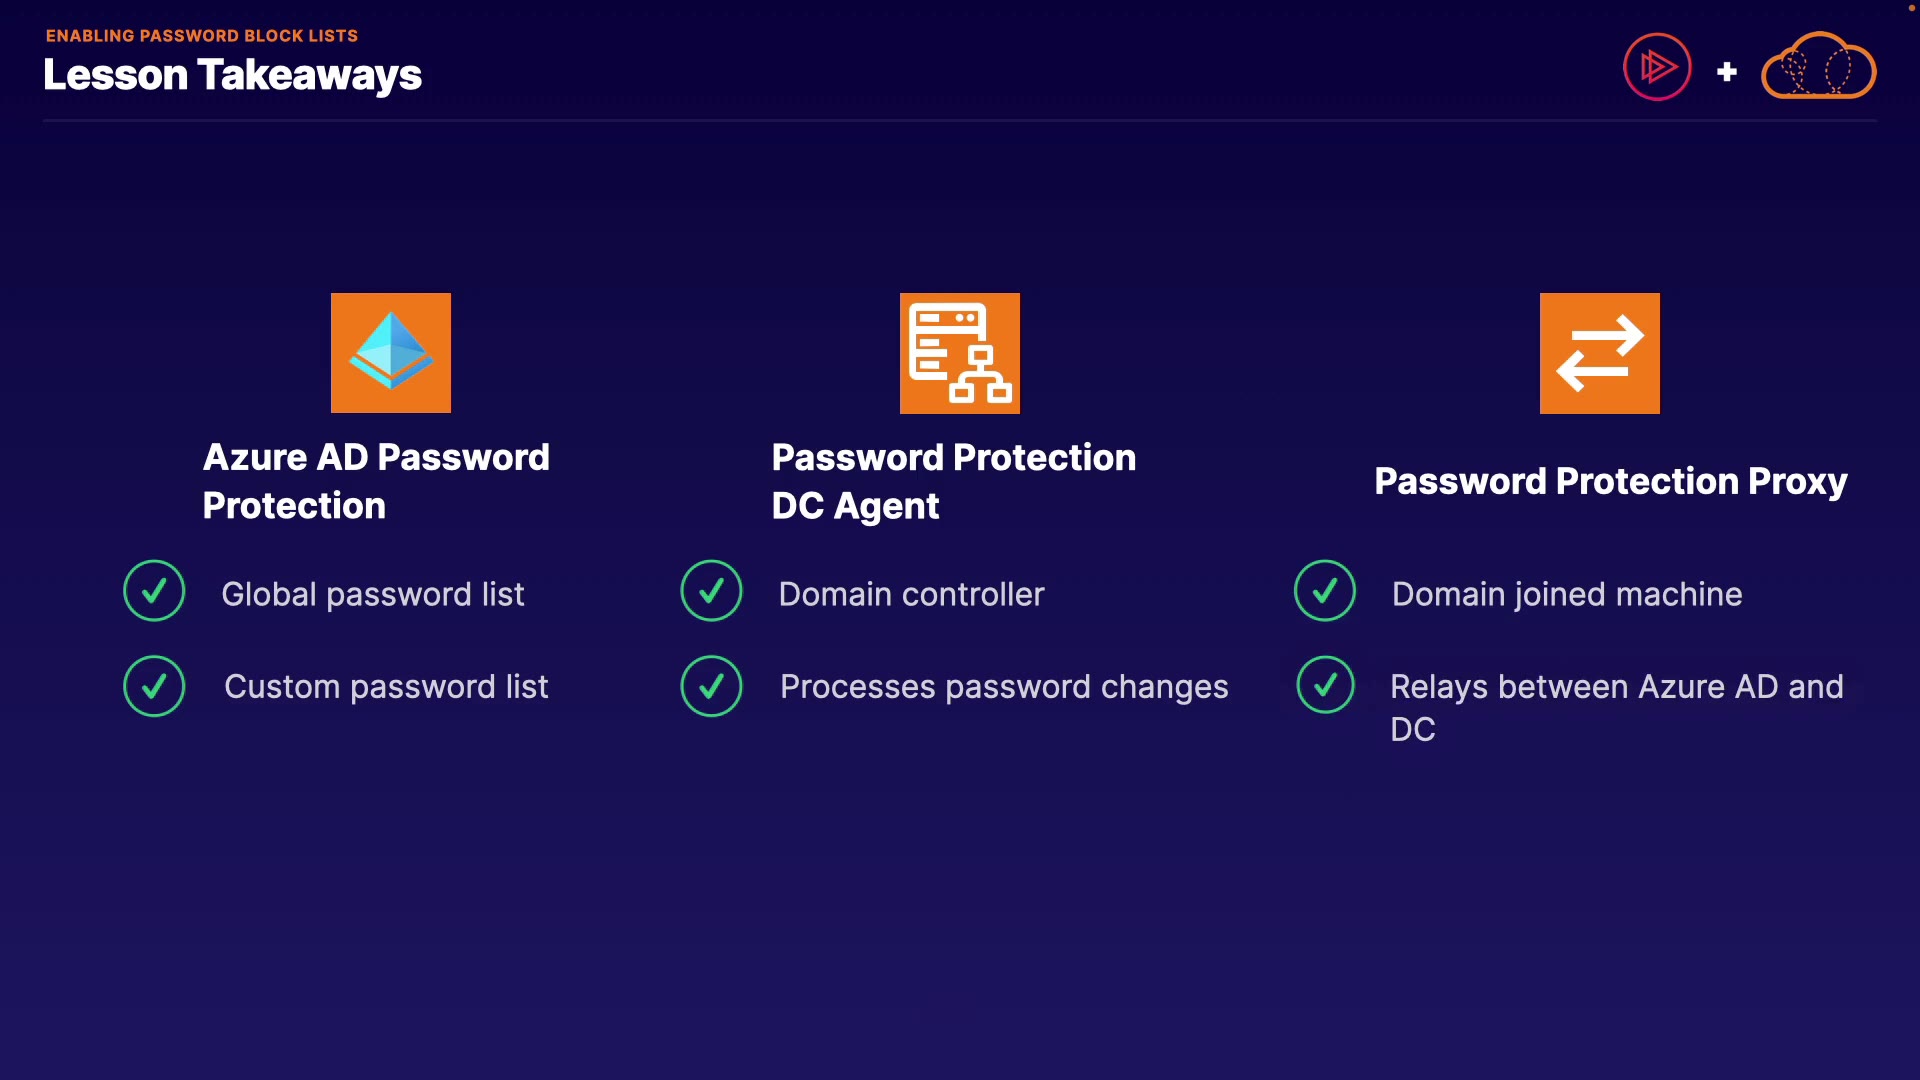 ENABLING PASSWORD BLOCK LISTS
Lesson Takeaways
Azure AD Password
Protection
Global password list
Custom password list
Password Protection
DC Agent
Domain controller
Processes password changes
Password Protection Proxy
Domain joined machine
Relays between Azure AD and
DC